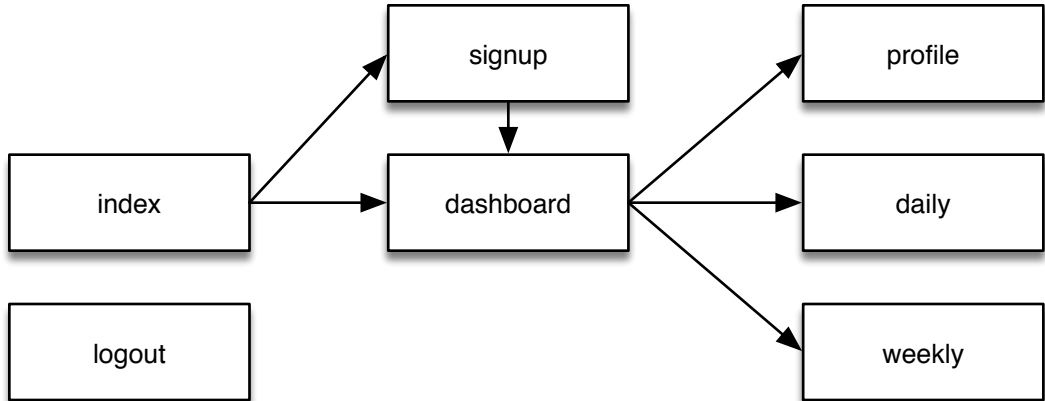 signup
profile
index
dashboard
daily
logout
weekly